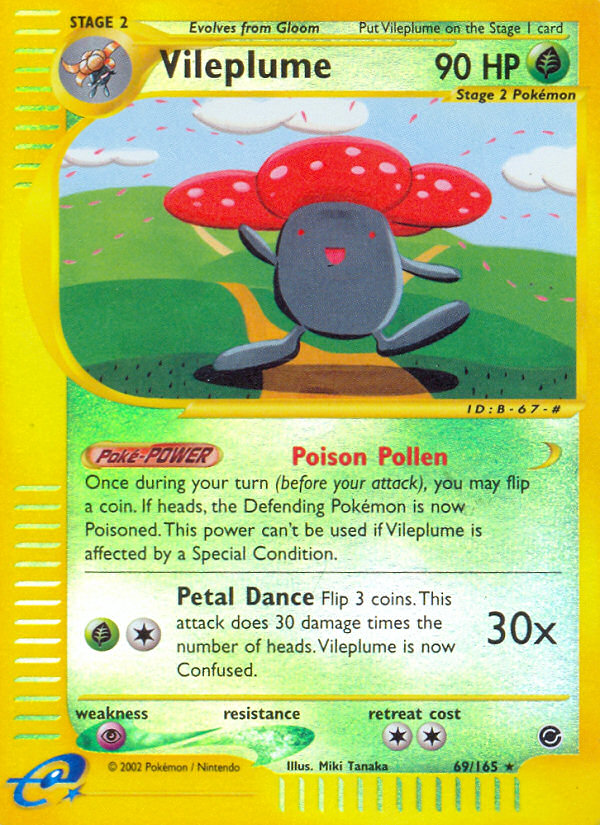 STAGE 2
Evolves from Gloom
Put Vileplume on the Stage 1 card
Vileplume
90 HP
Stage 2 Pokémon
ID:B-67-#
Poké-POWER
Poison Pollen
Once during your turn (before your attack), you may flip
a coin. If heads, the Defending Pokémon is now
Poisoned. This power can't be used if Vileplume is
affected by a Special Condition.
Petal Dance Flip 3 coins. This
attack does 30 damage times the
number of heads. Vileplume is now
Confused.
30x
weakness
resistance
retreat cost
© 2002 Pokémon / Nintendo
Illus. Miki Tanaka
69/165 ★
e